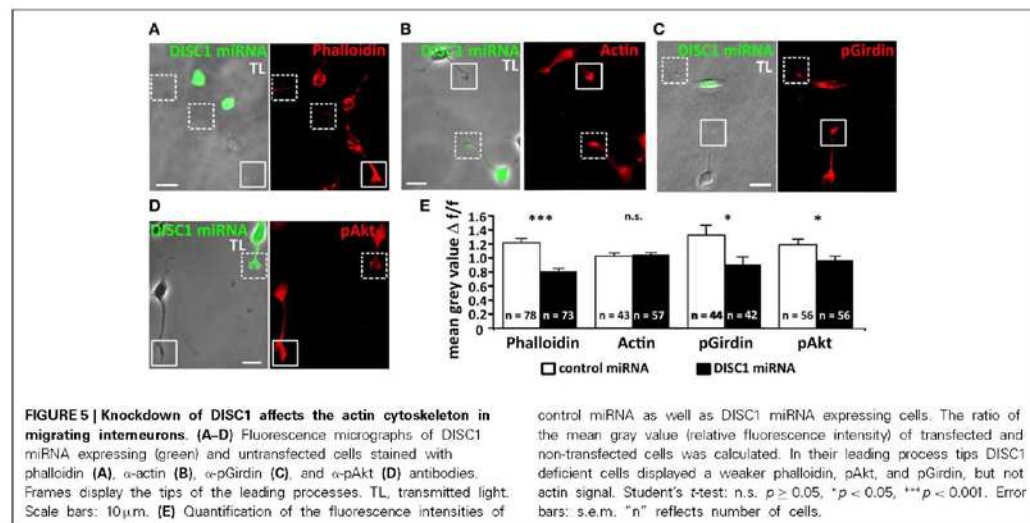 A
DISC1 miRNA
TL
Phalloidin
B
DISC1 miRNA
TL
Actin
C
DISC1 miRNA
TL
pGirdin
D
DISC1 miRNA
TL
pAkt
E
mean grey value Δ f/f
1.6
1.4
1.2
1.0
0.8
0.6
0.4
0.2
0
***
n.s.
*
*
n = 78 n = 73 n = 43 n = 57 n = 44 n = 42 n = 56 n = 56
Phalloidin Actin pGirdin pAkt
control miRNA DISC1 miRNA
FIGURE 5 | Knockdown of DISC1 affects the actin cytoskeleton in
migrating interneurons. (A–D) Fluorescence micrographs of DISC1
miRNA expressing (green) and untransfected cells stained with
phalloidin (A), α-actin (B), α-pGirdin (C), and α-pAkt (D) antibodies.
Frames display the tips of the leading processes. TL, transmitted light.
Scale bars: 10μm. (E) Quantification of the fluorescence intensities of
control miRNA as well as DISC1 miRNA expressing cells. The ratio of
the mean gray value (relative fluorescence intensity) of transfected and
non-transfected cells was calculated. In their leading process tips DISC1
deficient cells displayed a weaker phalloidin, pAkt, and pGirdin, but not
actin signal. Student's t-test: n.s. p ≥ 0.05, *p < 0.05, ***p < 0.001. Error
bars: s.e.m. "n" reflects number of cells.